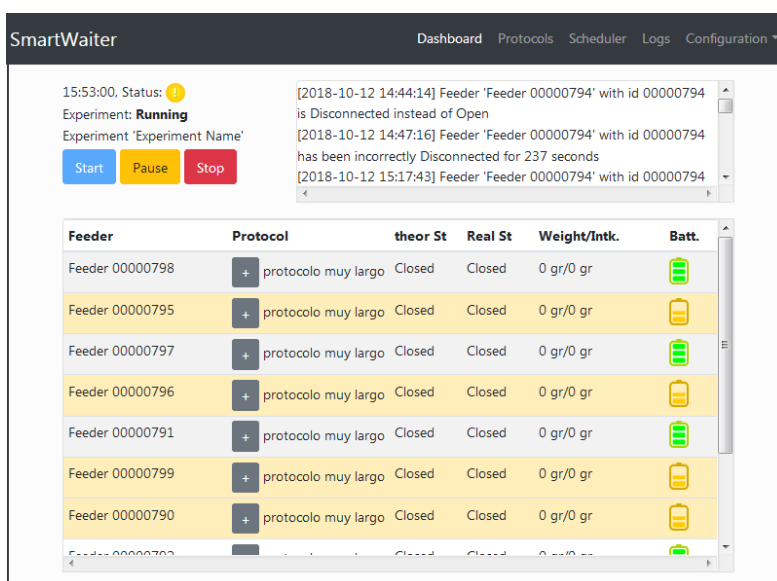 SmartWaiter
Dashboard Protocols Scheduler Logs Configuration
15:53:00, Status:
Experiment: Running
Experiment 'Experiment Name'
Start Pause Stop
[2018-10-12 14:44:14] Feeder 'Feeder 00000794' with id 00000794
is Disconnected instead of Open
[2018-10-12 14:47:16] Feeder 'Feeder 00000794' with id 00000794
has been incorrectly Disconnected for 237 seconds
[2018-10-12 15:17:43] Feeder 'Feeder 00000794' with id 00000794
Feeder Protocol theor St Real St Weight/Intk. Batt.
Feeder 00000798 + protocolo muy largo Closed Closed 0 gr/0 gr
Feeder 00000795 + protocolo muy largo Closed Closed 0 gr/0 gr
Feeder 00000797 + protocolo muy largo Closed Closed 0 gr/0 gr
Feeder 00000796 + protocolo muy largo Closed Closed 0 gr/0 gr
Feeder 00000791 + protocolo muy largo Closed Closed 0 gr/0 gr
Feeder 00000799 + protocolo muy largo Closed Closed 0 gr/0 gr
Feeder 00000790 + protocolo muy largo Closed Closed 0 gr/0 gr
Closed Closed 0 gr/0 gr